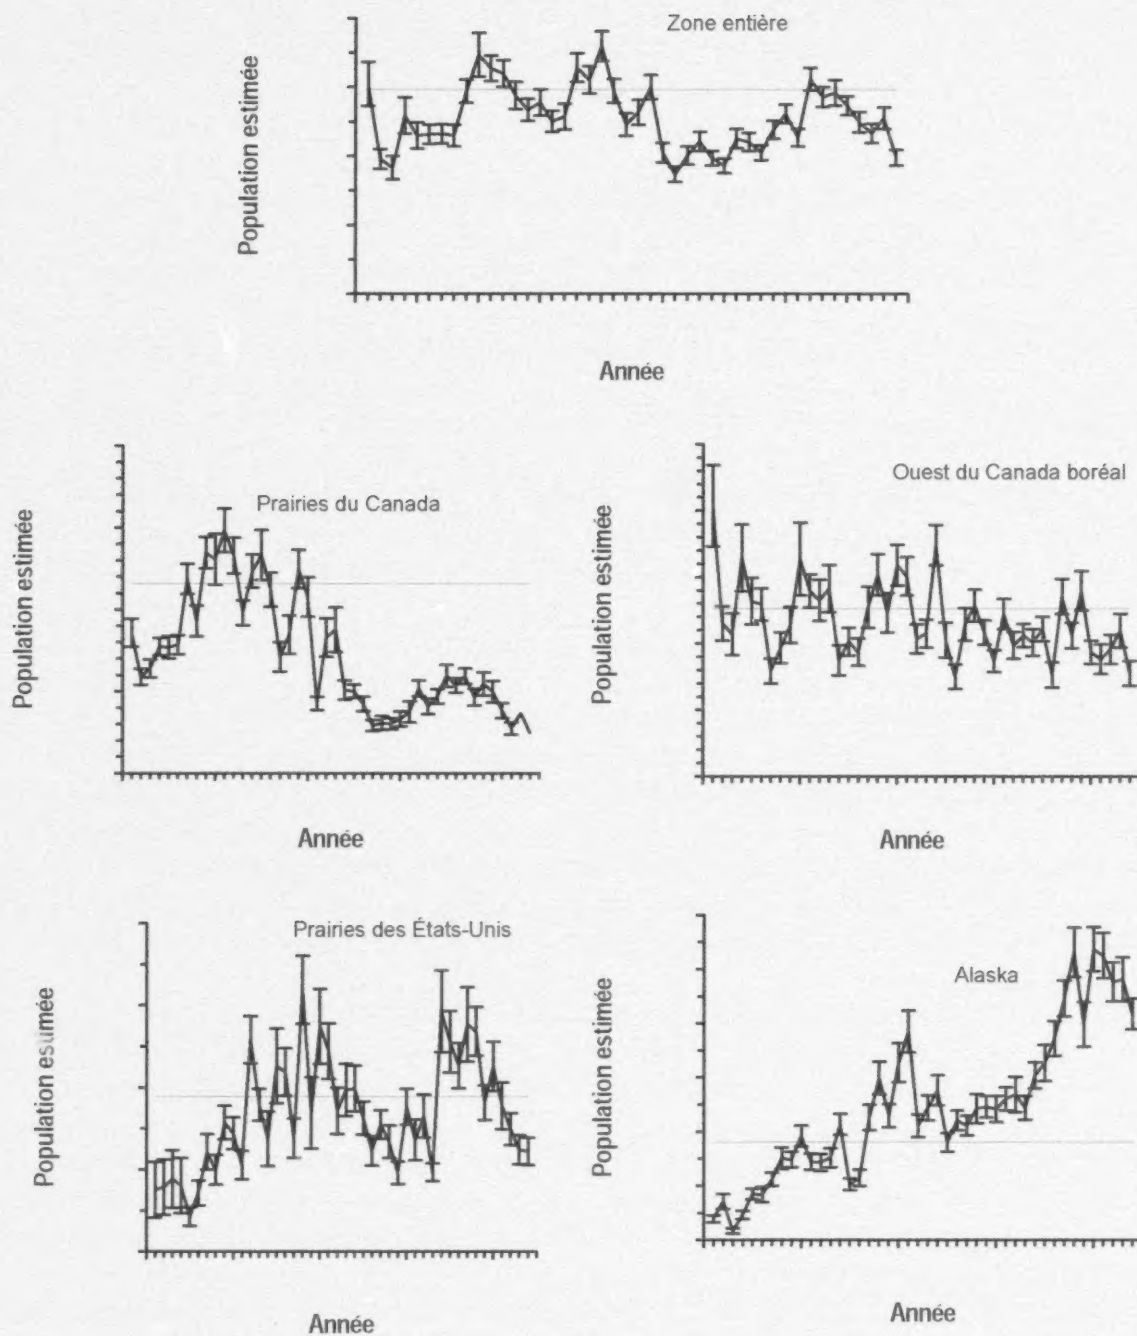 Zone entière
Population estimée
Année
Prairies du Canada
Population estimée
Année
Ouest du Canada boréal
Population estimée
Année
Prairies des États-Unis
Population estimée
Année
Alaska
Population estimée
Année